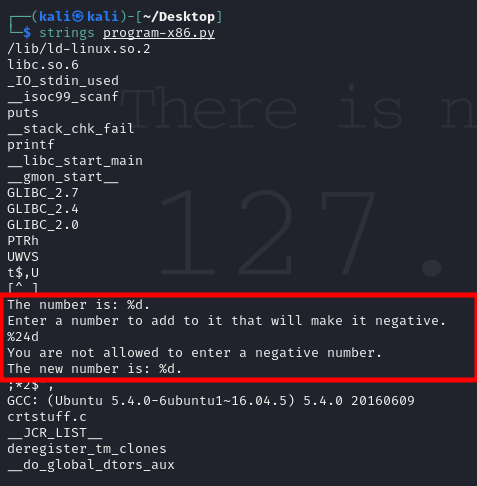 ┌──(kali㉿kali)-[~/Desktop]
└─$ strings program-x86.py
/lib/ld-linux.so.2
libc.so.6
_IO_stdin_used
__isoc99_scanf
puts
__stack_chk_fail
printf
__libc_start_main
__gmon_start__
GLIBC_2.7
GLIBC_2.4
GLIBC_2.0
PTRh
UWVS
t$,U
[^_]
The number is: %d.
Enter a number to add to it that will make it negative.
%24d
You are not allowed to enter a negative number.
The new number is: %d.
;*2$",
GCC: (Ubuntu 5.4.0-6ubuntu1~16.04.5) 5.4.0 20160609
crtstuff.c
__JCR_LIST__
deregister_tm_clones
__do_global_dtors_aux
There is n
127.